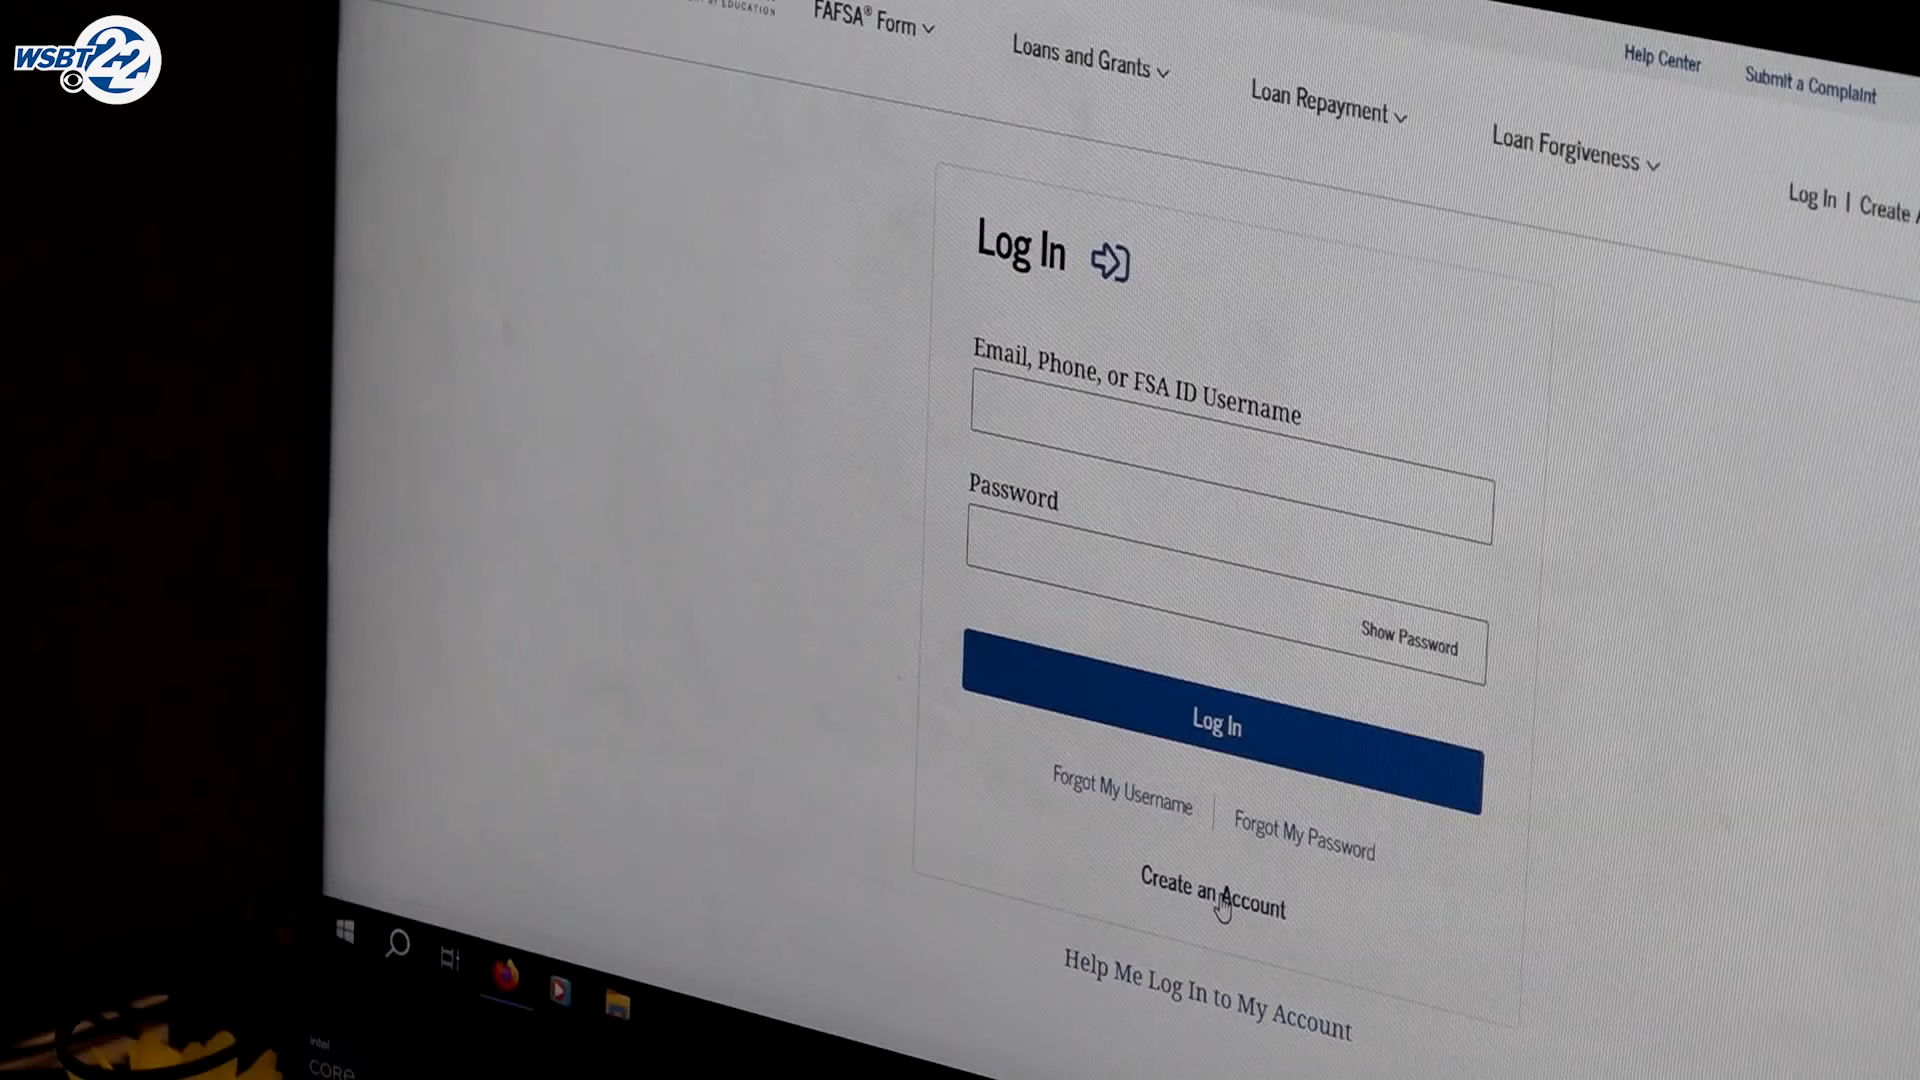 WSBT 22
EDUCATION
FAFSA® Form
Loans and Grants
Loan Repayment
Loan Forgiveness
Help Center
Submit a Complaint
Log In | Create
Log In
Email, Phone, or FSA ID Username
Password
Show Password
Log In
Forgot My Username
Forgot My Password
Create an Account
Help Me Log In to My Account
intel
CORE